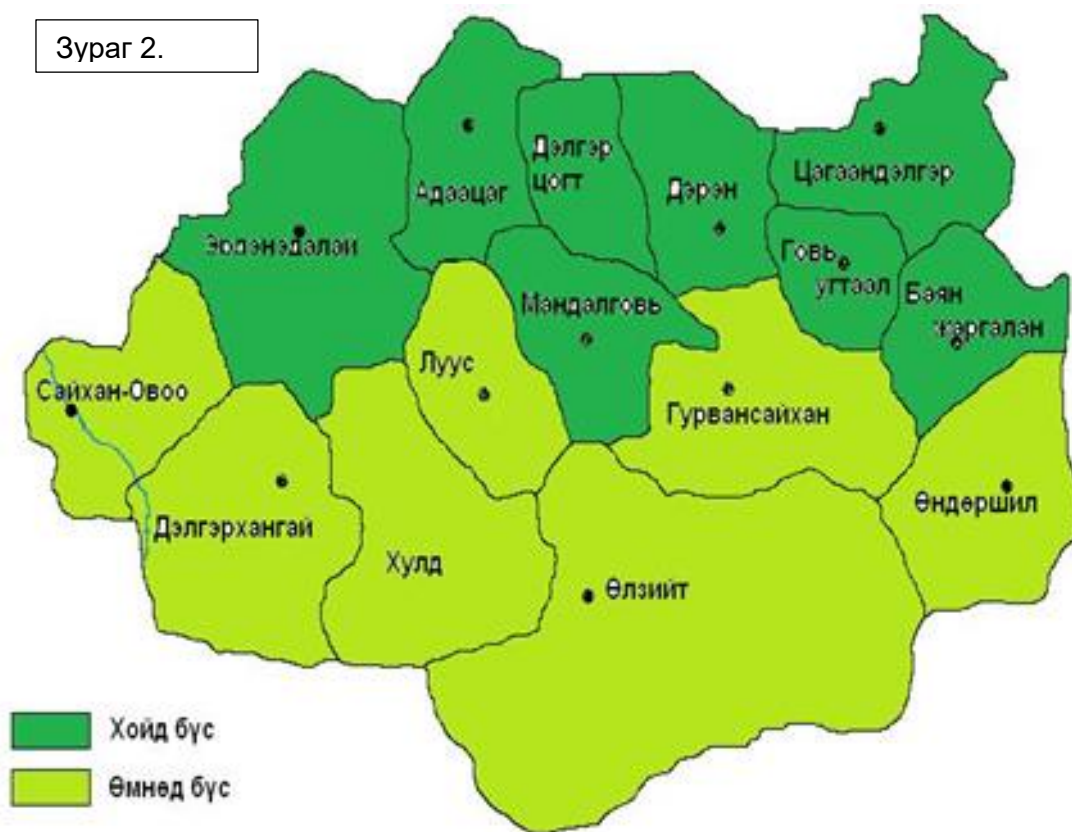 Зураг 2.
Адаацаг
Дэлгэр
цогт
Дэрэн
Цагаандэлгэр
Эрдэнэдалай
Говь
угтаал
Баян
жаргалан
Мандалговь
Луус
Сайхан-Овоо
Гурвансайхан
Өндөршил
Дэлгэрхангай
Хулд
Өлзийт
Хойд бүс
Өмнөд бүс